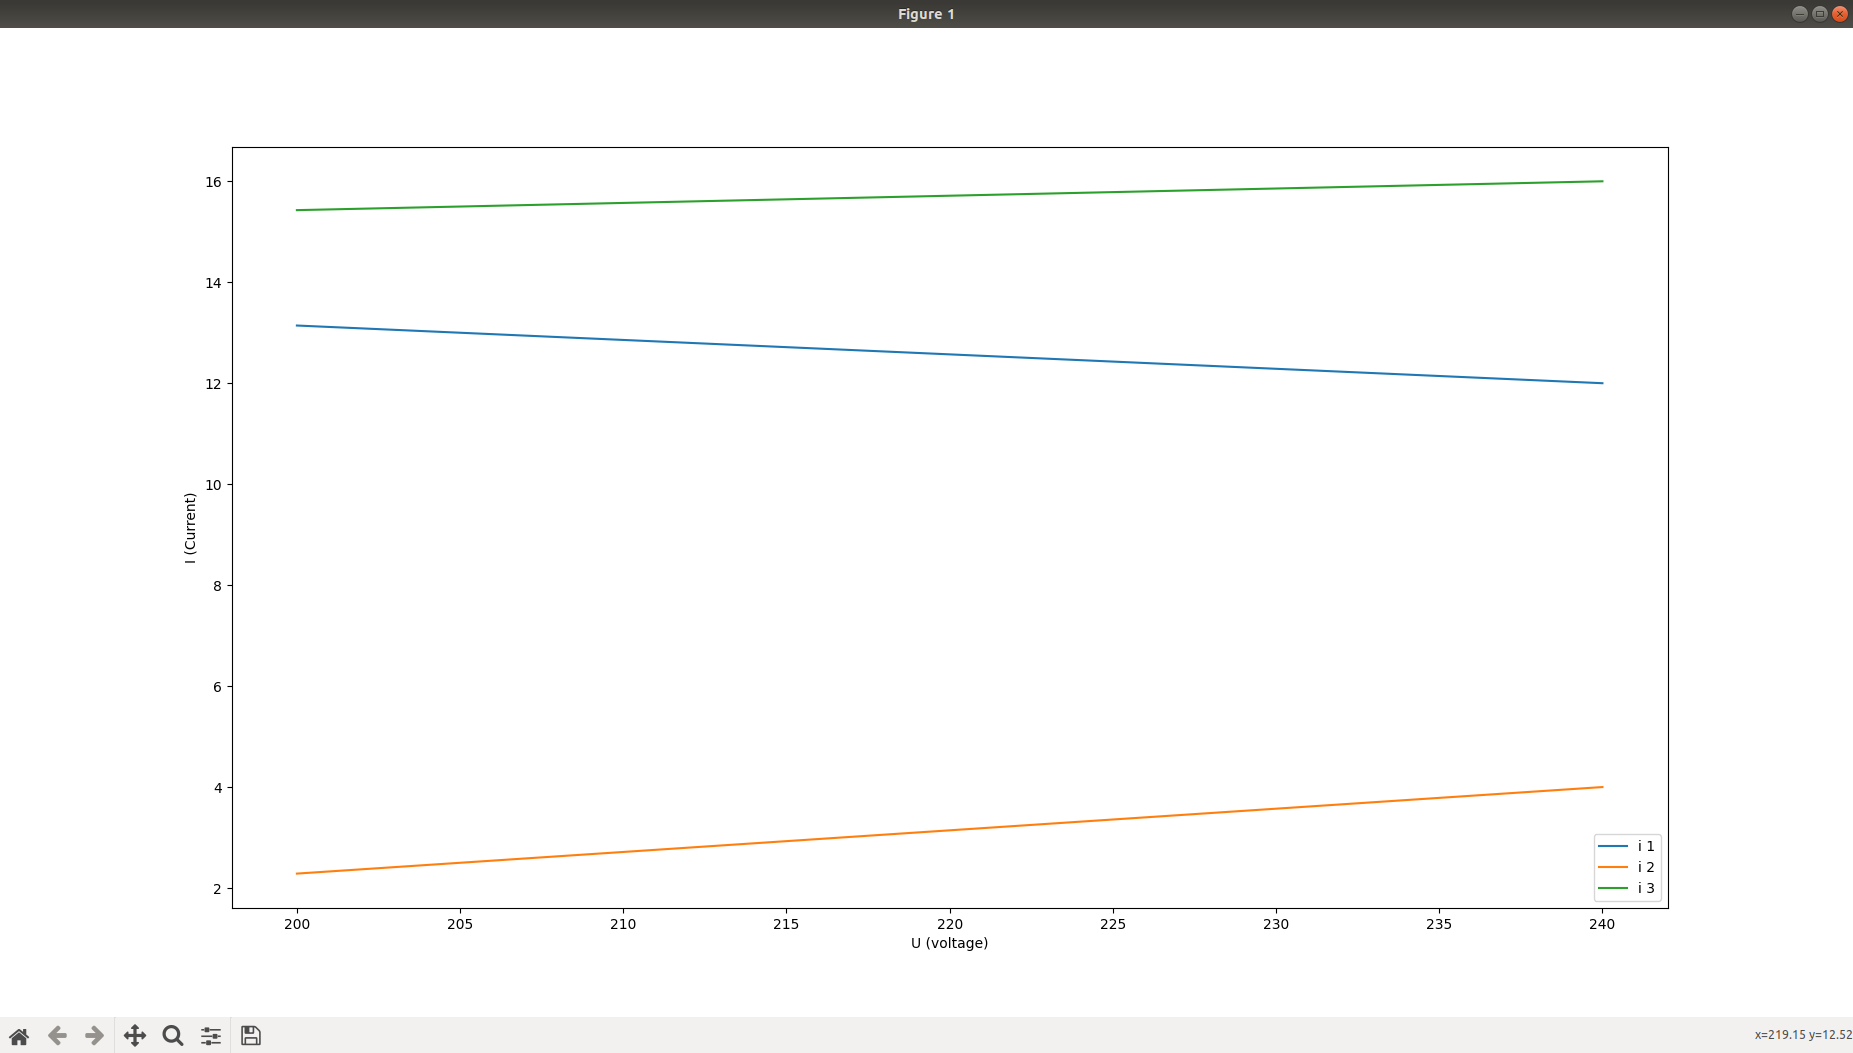 Figure 1
16
14
12
10
8
6
4
2
I (Current)
200 205 210 215 220 225 230 235 240
U (voltage)
i 1
i 2
i 3
x=219.15 y=12.52